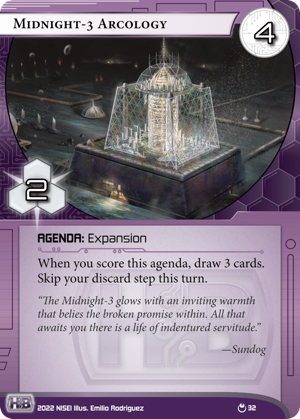 Midnight-3 Arcology
4
2
AGENDA: Expansion
When you score this agenda, draw 3 cards.
Skip your discard step this turn.
"The Midnight-3 glows with an inviting warmth
that belies the broken promise within. All that
awaits you there is a life of indentured servitude."
—Sundog
HB
2022 NISEI Illus. Emilio Rodriguez
32